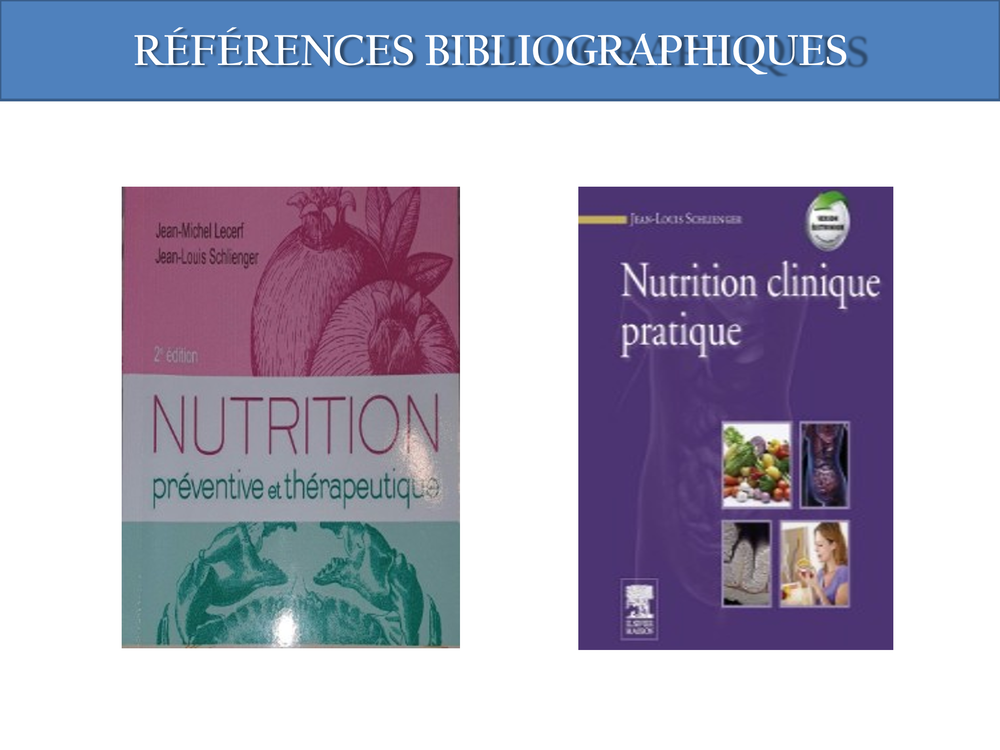 RÉFÉRENCES BIBLIOGRAPHIQUES
Jean-Michel Lecerf
Jean-Louis Schlienger
2e édition
NUTRITION
préventive et thérapeutique
JEAN-LOUIS SCHLIENGER
Nutrition clinique
pratique